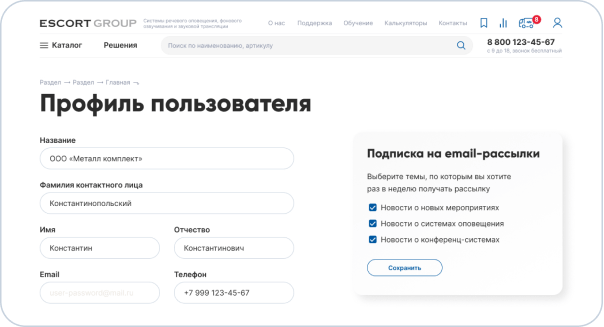 ESCORT GROUP
Системы речевого оповещения, фонового
озвучивания и звуковой трансляции
О нас Поддержка Обучение Калькуляторы Контакты
8
Каталог Решения
Поиск по наименованию, артикулу
8 800 123-45-67
с 9 до 18, звонок бесплатный
Раздел → Раздел → Главная
Профиль пользователя
Название
ООО «Металл комплект»
Фамилия контактного лица
Константинопольский
Имя Отчество
Константин Константинович
Email Телефон
user-password@mail.ru +7 999 123-45-67
Подписка на email-рассылки
Выберите темы, по которым вы хотите
раз в неделю получать рассылку
Новости о новых мероприятиях
Новости о системах оповещения
Новости о конференц-системах
Сохранить